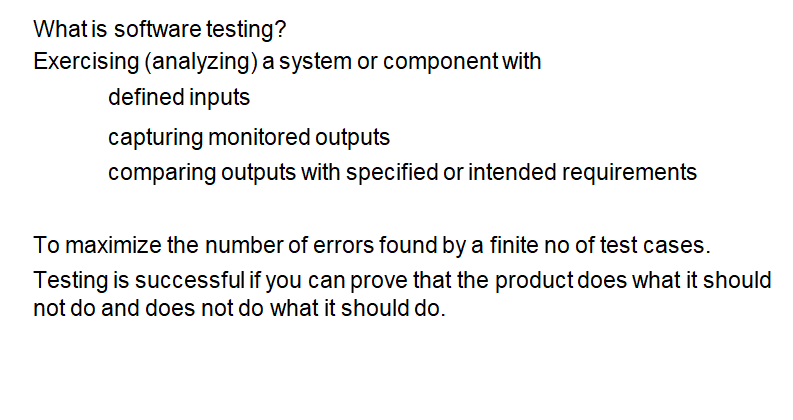 What is software testing?
Exercising (analyzing) a system or component with
defined inputs
capturing monitored outputs
comparing outputs with specified or intended requirements
To maximize the number of errors found by a finite no of test cases.
Testing is successful if you can prove that the product does what it should
not do and does not do what it should do.